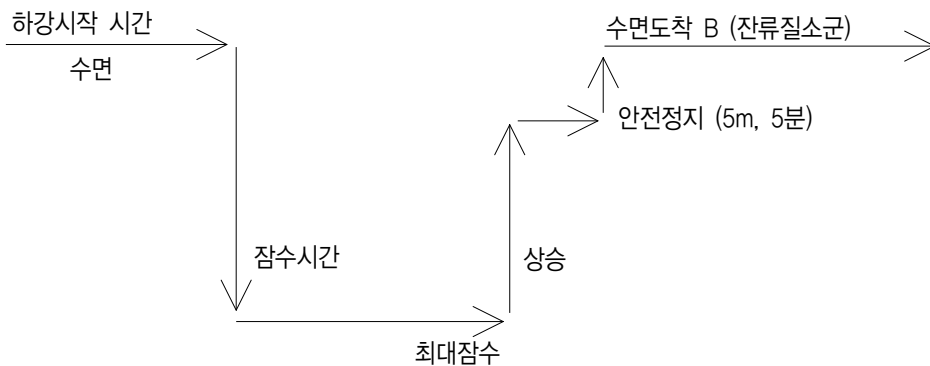 하강시작 시간
수면
수면도착 B (잔류질소군)
안전정지 (5m, 5분)
잠수시간
상승
최대잠수